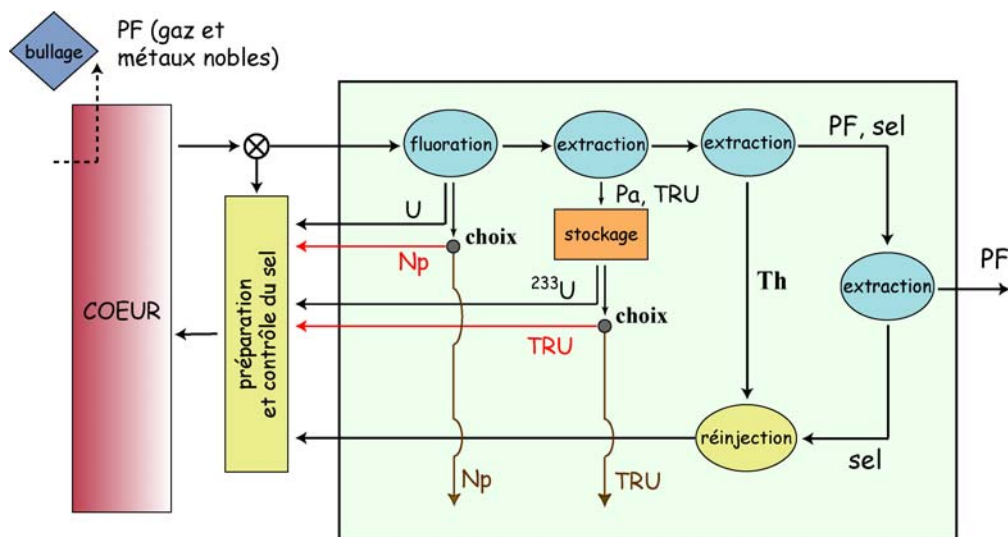 bullage
PF (gaz et
métaux nobles)
COEUR
préparation
et contrôle du sel
fluoration
extraction
extraction
PF, sel
U
choix
Np
Pa, TRU
stockage
233U
choix
TRU
Th
extraction
PF
réinjection
sel
Np
TRU